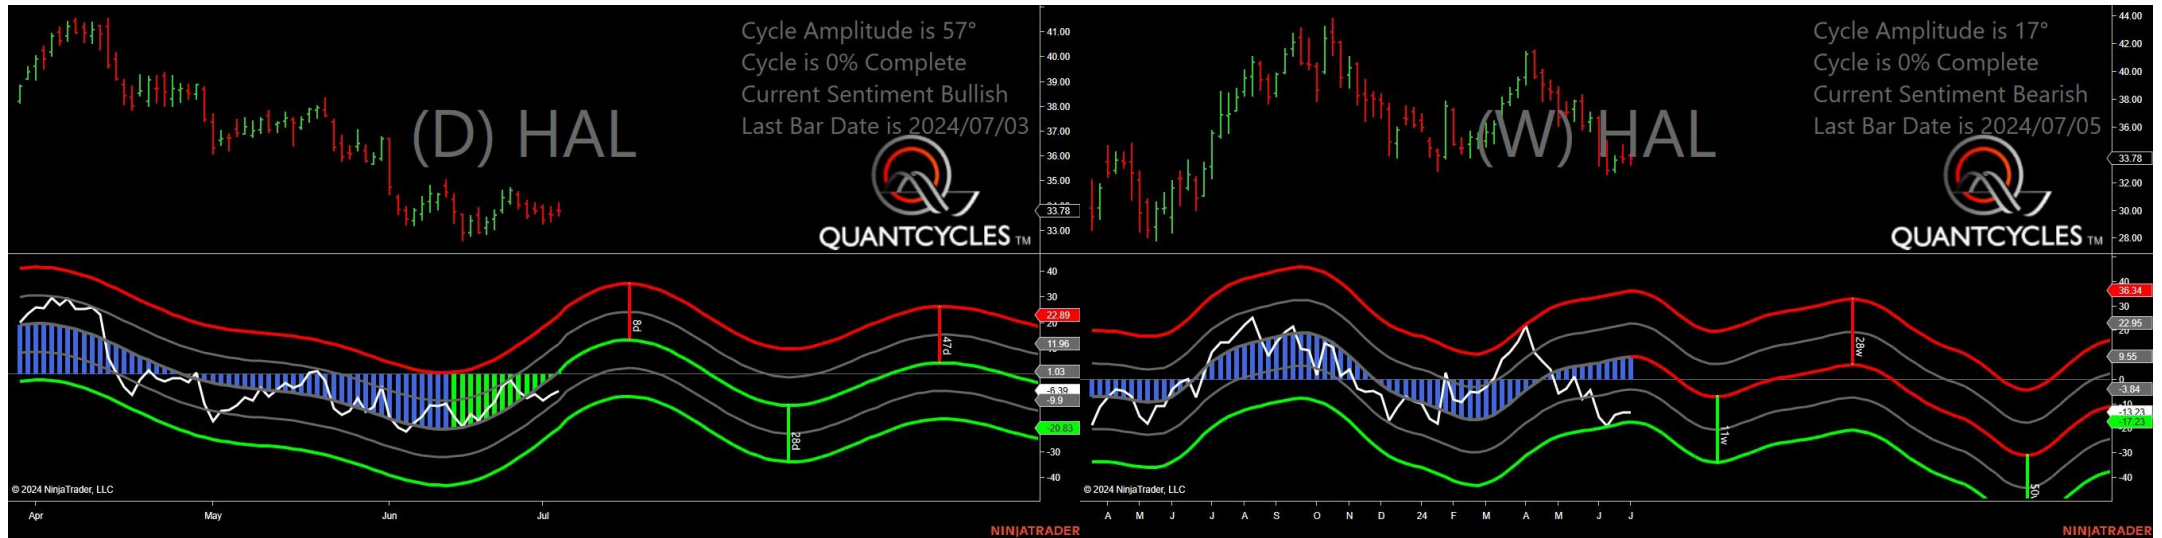 Cycle Amplitude is 57°
Cycle is 0% Complete
Current Sentiment Bullish
Last Bar Date is 2024/07/03
(D) HAL
QUANTCYCLES TM
41.00
40.00
39.00
38.00
37.00
36.00
35.00
33.78
33.00
40
30
22.89
20
11.96
1.03
-6.39
-9.9
-20.83
-30
-40
8d
28d
47d
© 2024 NinjaTrader, LLC
Apr May Jun Jul
NINJATRADER
Cycle Amplitude is 17°
Cycle is 0% Complete
Current Sentiment Bearish
Last Bar Date is 2024/07/05
(W) HAL
QUANTCYCLES TM
44.00
42.00
40.00
38.00
36.00
33.78
32.00
30.00
28.00
40
36.34
30
22.95
20
9.55
0
-3.84
-10
-13.23
-17.23
-30
-40
11w
28w
© 2024 NinjaTrader, LLC
A M J J A S O N D 24 F M A M J J
NINJATRADER